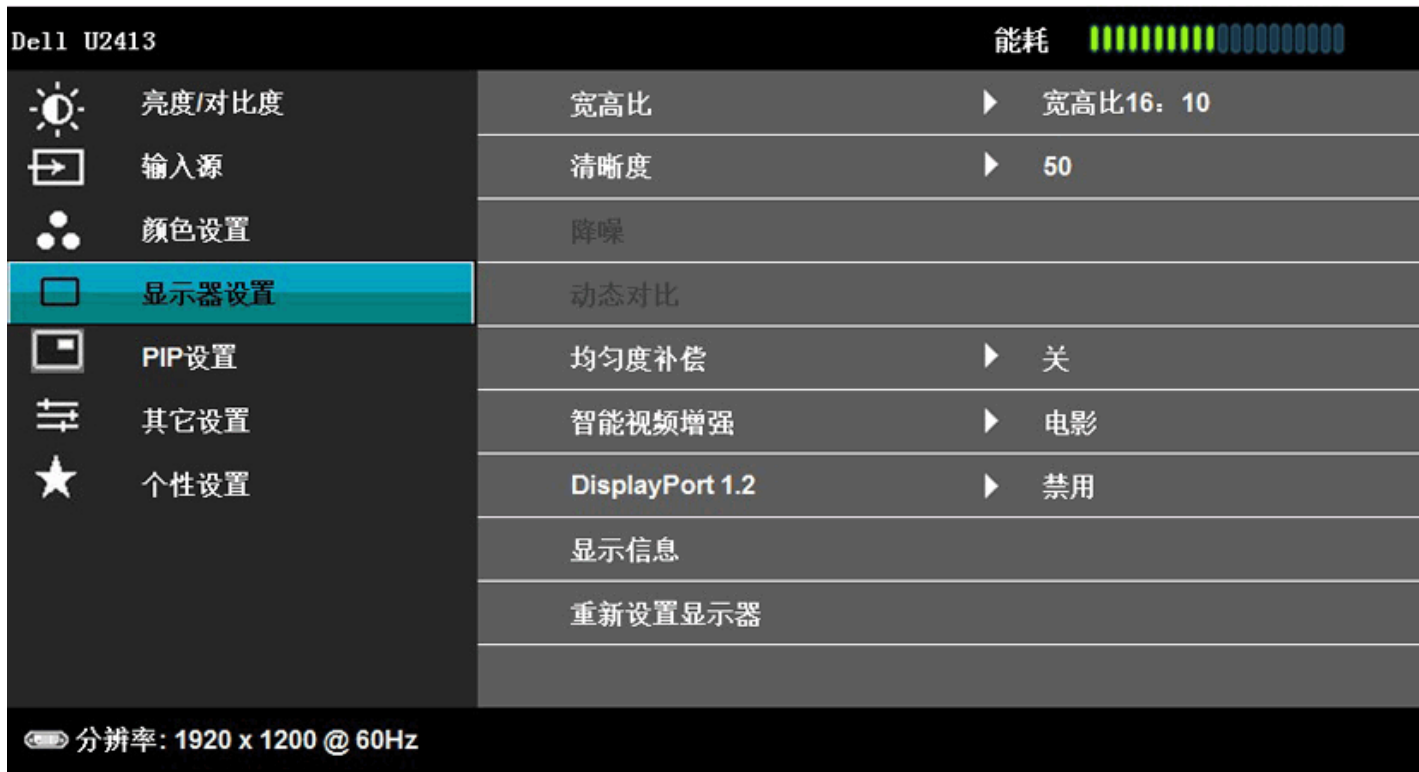 Dell U2413
能耗
亮度/对比度
输入源
颜色设置
显示器设置
PIP设置
其它设置
个性设置
宽高比 宽高比16：10
清晰度 50
降噪
动态对比
均匀度补偿 关
智能视频增强 电影
DisplayPort 1.2 禁用
显示信息
重新设置显示器
分辨率: 1920 x 1200 @ 60Hz